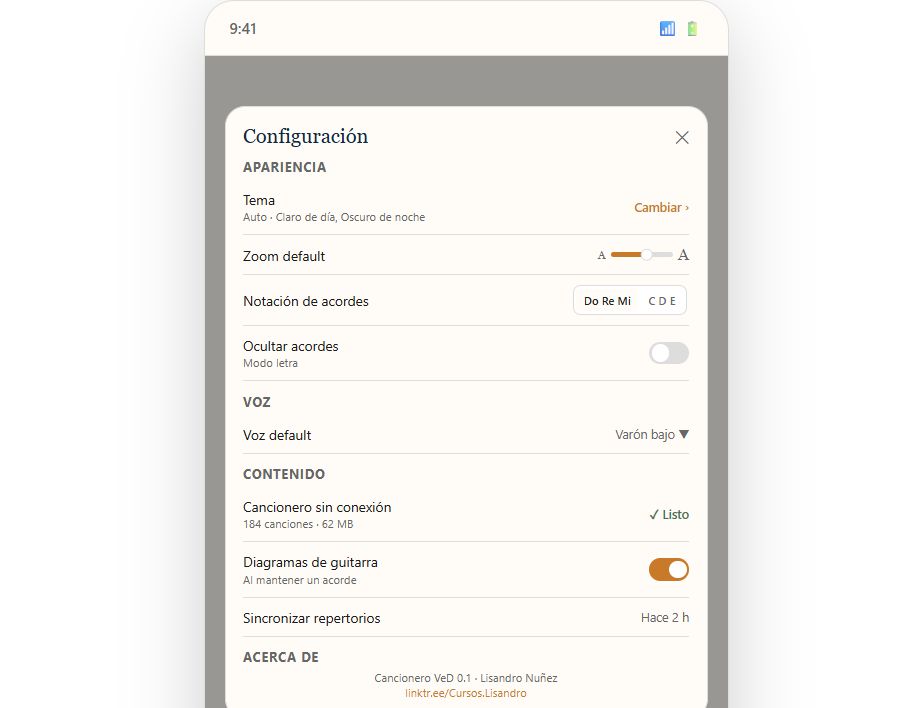 9:41
Configuración
APARIENCIA
Tema
Cambiar ›
Auto · Claro de día, Oscuro de noche
Zoom default
A A
Notación de acordes
Do Re Mi C D E
Ocultar acordes
Modo letra
VOZ
Voz default
Varón bajo ▼
CONTENIDO
Cancionero sin conexión
✓ Listo
184 canciones · 62 MB
Diagramas de guitarra
Al mantener un acorde
Sincronizar repertorios
Hace 2 h
ACERCA DE
Cancionero VeD 0.1 · Lisandro Nuñez
linktr.ee/Cursos.Lisandro